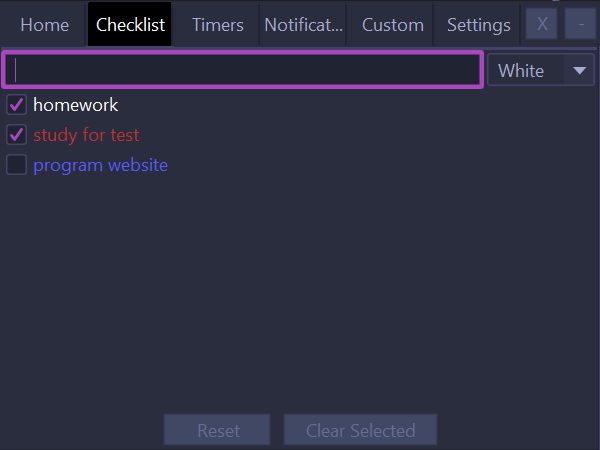 Home Checklist Timers Notificat... Custom Settings X -
White
homework
study for test
program website
Reset Clear Selected